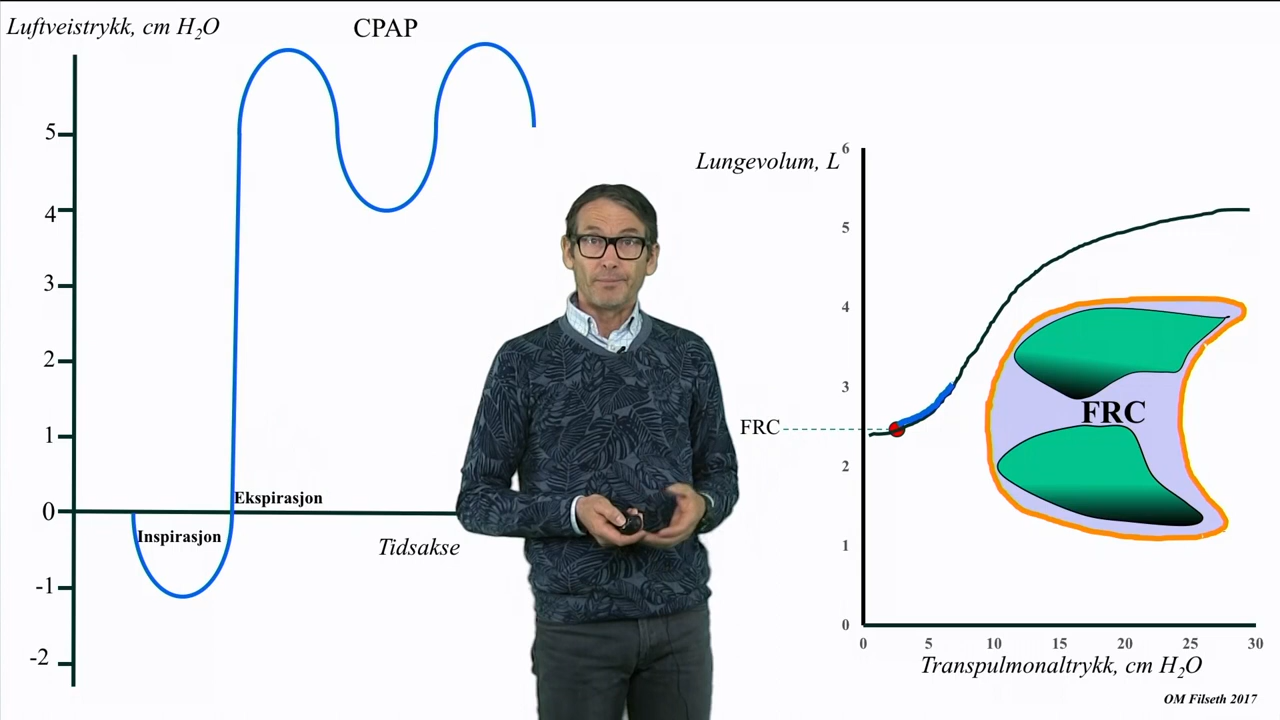 Luftveistrykk, cm H2O
CPAP
5
4
3
2
1
0
-1
-2
Ekspirasjon
Inspirasjon
Tidsakse
Lungevolum, L
6
5
4
3
2
1
0
FRC
FRC
0 5 10 15 20 25 30
Transpulmonaltrykk, cm H2O
OM Filseth 2017